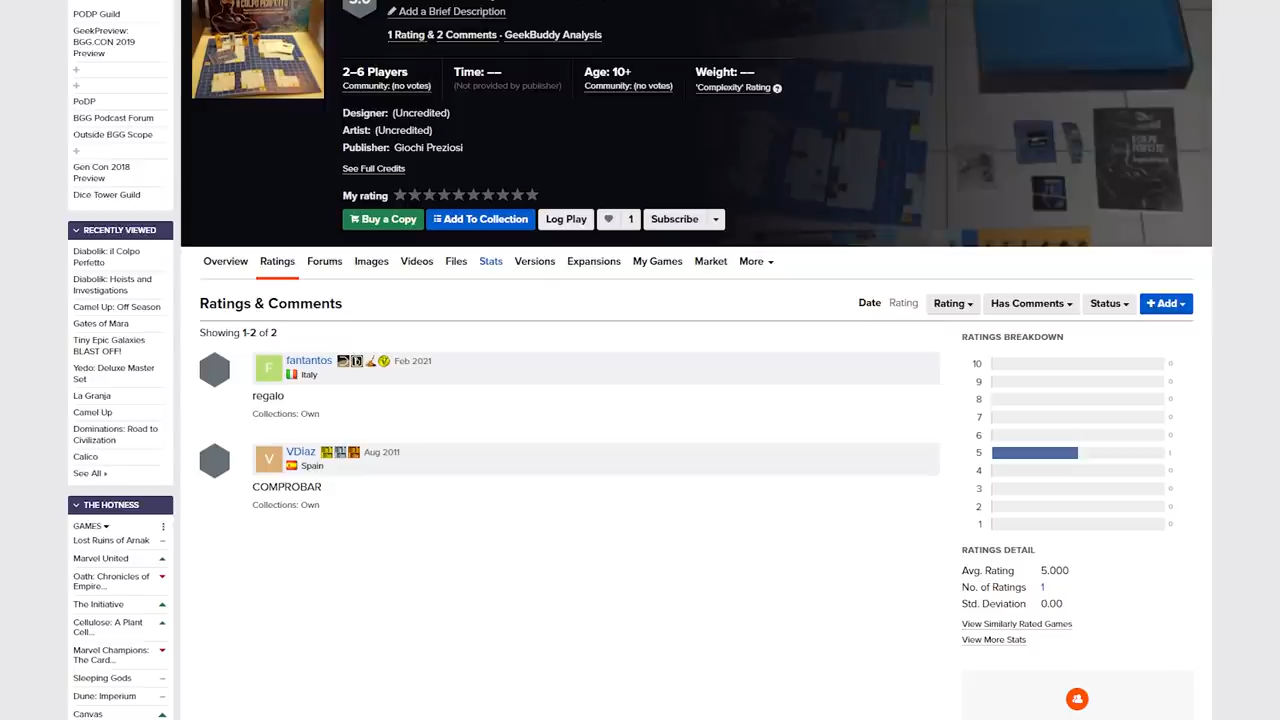 PODP Guild
GeekPreview:
BGG.CON 2019
Preview
+
+
PoDP
BGG Podcast Forum
Outside BGG Scope
+
Gen Con 2018
Preview
Dice Tower Guild
RECENTLY VIEWED
Diabolik: il Colpo
Perfetto
Diabolik: Heists and
Investigations
Camel Up: Off Season
Gates of Mara
Tiny Epic Galaxies
BLAST OFF!
Yedo: Deluxe Master
Set
La Granja
Camel Up
Dominations: Road to
Civilization
Calico
See All »
THE HOTNESS
GAMES
Lost Ruins of Arnak –
Marvel United
Oath: Chronicles of
Empire...
The Initiative
Cellulose: A Plant
Cell...
Marvel Champions:
The Card...
Sleeping Gods –
Dune: Imperium –
Canvas
Add a Brief Description
1 Rating & 2 Comments · GeekBuddy Analysis
2–6 Players Time: –– Age: 10+ Weight: ––
Community: (no votes) (Not provided by publisher) Community: (no votes) 'Complexity' Rating ?
Designer: (Uncredited)
Artist: (Uncredited)
Publisher: Giochi Preziosi
See Full Credits
My rating
Buy a Copy Add To Collection Log Play 1 Subscribe
Overview Ratings Forums Images Videos Files Stats Versions Expansions My Games Market More
Ratings & Comments Date Rating Rating Has Comments Status + Add
Showing 1-2 of 2
F fantantos Feb 2021
Italy
regalo
Collections: Own
V VDiaz Aug 2011
Spain
COMPROBAR
Collections: Own
RATINGS BREAKDOWN
10 0
9 0
8 0
7 0
6 0
5 1
4 0
3 0
2 0
1 0
RATINGS DETAIL
Avg. Rating 5.000
No. of Ratings 1
Std. Deviation 0.00
View Similarly Rated Games
View More Stats